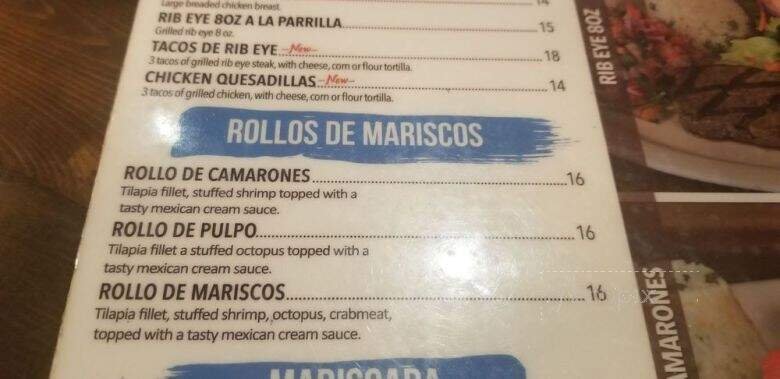 Large breaded chicken breast.
14
RIB EYE 8OZ A LA PARRILLA 15
Grilled rib eye 8 oz.
TACOS DE RIB EYE New 18
3 tacos of grilled rib eye steak, with cheese, corn or flour tortilla.
CHICKEN QUESADILLAS New 14
3 tacos of grilled chicken, with cheese, corn or flour tortilla.
ROLLOS DE MARISCOS
ROLLO DE CAMARONES 16
Tilapia fillet, stuffed shrimp topped with a
tasty mexican cream sauce.
ROLLO DE PULPO 16
Tilapia fillet a stuffed octopus topped with a
tasty mexican cream sauce.
ROLLO DE MARISCOS 16
Tilapia fillet, stuffed shrimp, octopus, crabmeat,
topped with a tasty mexican cream sauce.
MARISCADA
RIB EYE 8OZ
AMARONES